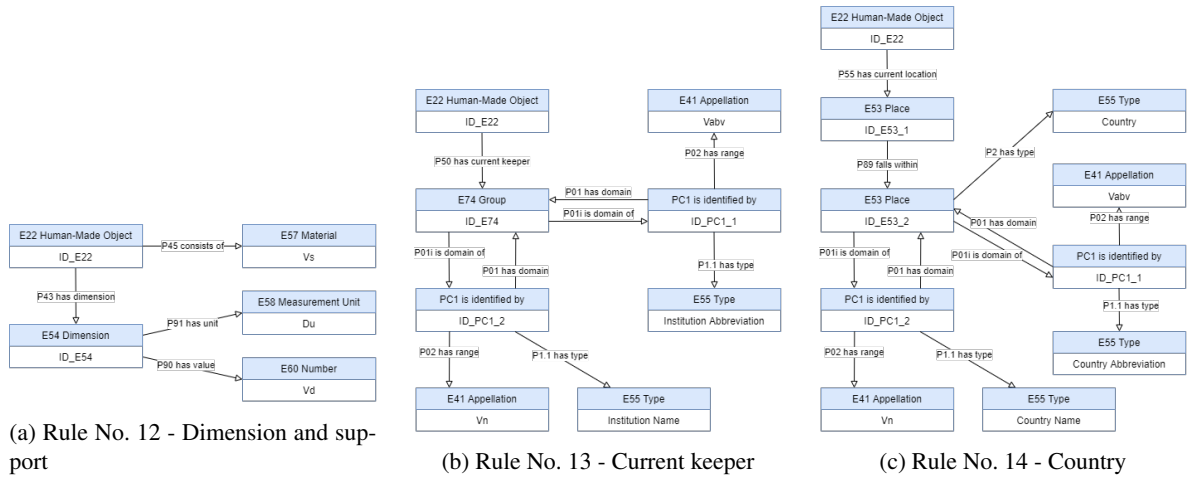 E22 Human-Made Object
ID_E22
P45 consists of
E57 Material
Vs
P43 has dimension
E54 Dimension
ID_E54
P91 has unit
E58 Measurement Unit
Du
P90 has value
E60 Number
Vd
(a) Rule No. 12 - Dimension and sup-
port
E22 Human-Made Object
ID_E22
P50 has current keeper
E41 Appellation
Vabv
P02 has range
E74 Group
ID_E74
P01 has domain
P01i is domain of
PC1 is identified by
ID_PC1_1
P01i is domain of
P01 has domain
P1.1 has type
PC1 is identified by
ID_PC1_2
E55 Type
Institution Abbreviation
P02 has range
P1.1 has type
E41 Appellation
Vn
E55 Type
Institution Name
(b) Rule No. 13 - Current keeper
E22 Human-Made Object
ID_E22
P55 has current location
E53 Place
ID_E53_1
E55 Type
Country
P2 has type
P89 falls within
E41 Appellation
Vabv
E53 Place
ID_E53_2
P02 has range
P01 has domain
P01i is domain of
P01i is domain of
P01 has domain
PC1 is identified by
ID_PC1_1
P1.1 has type
PC1 is identified by
ID_PC1_2
E55 Type
Country Abbreviation
P02 has range
P1.1 has type
E41 Appellation
Vn
E55 Type
Country Name
(c) Rule No. 14 - Country